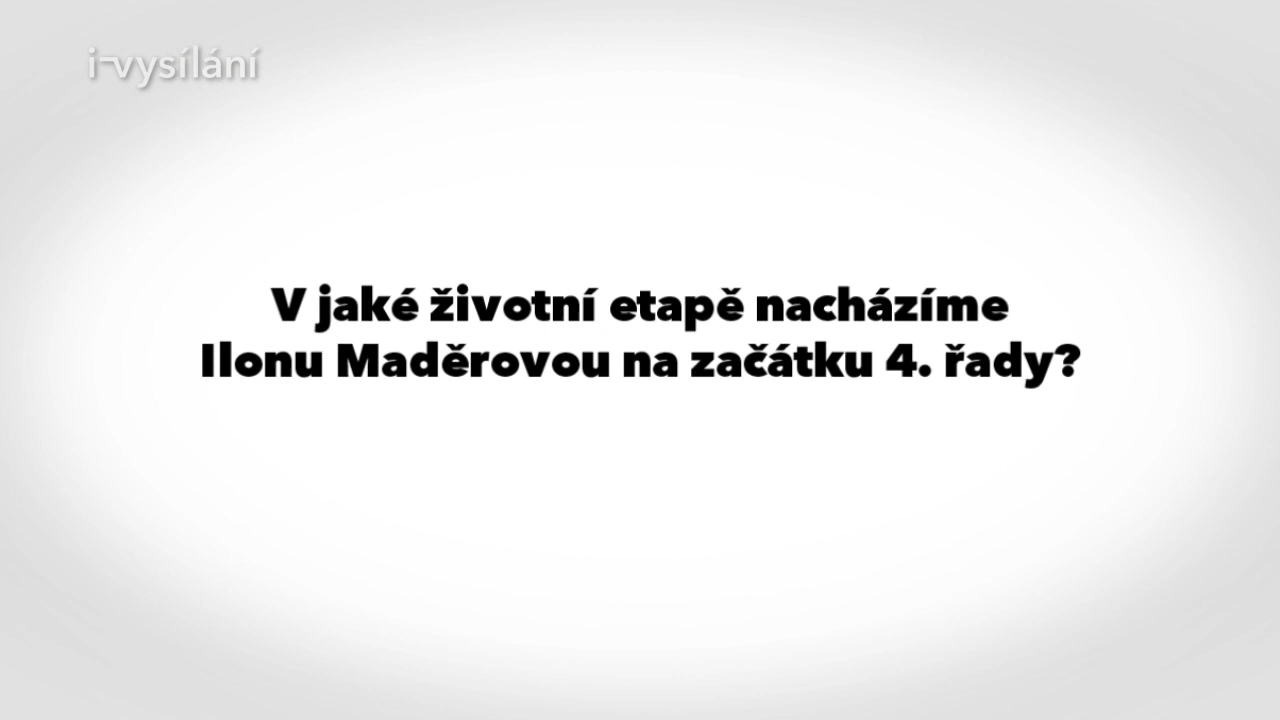 i-vysílání
V jaké životní etapě nacházíme
Ilonu Maděrovou na začátku 4. řady?